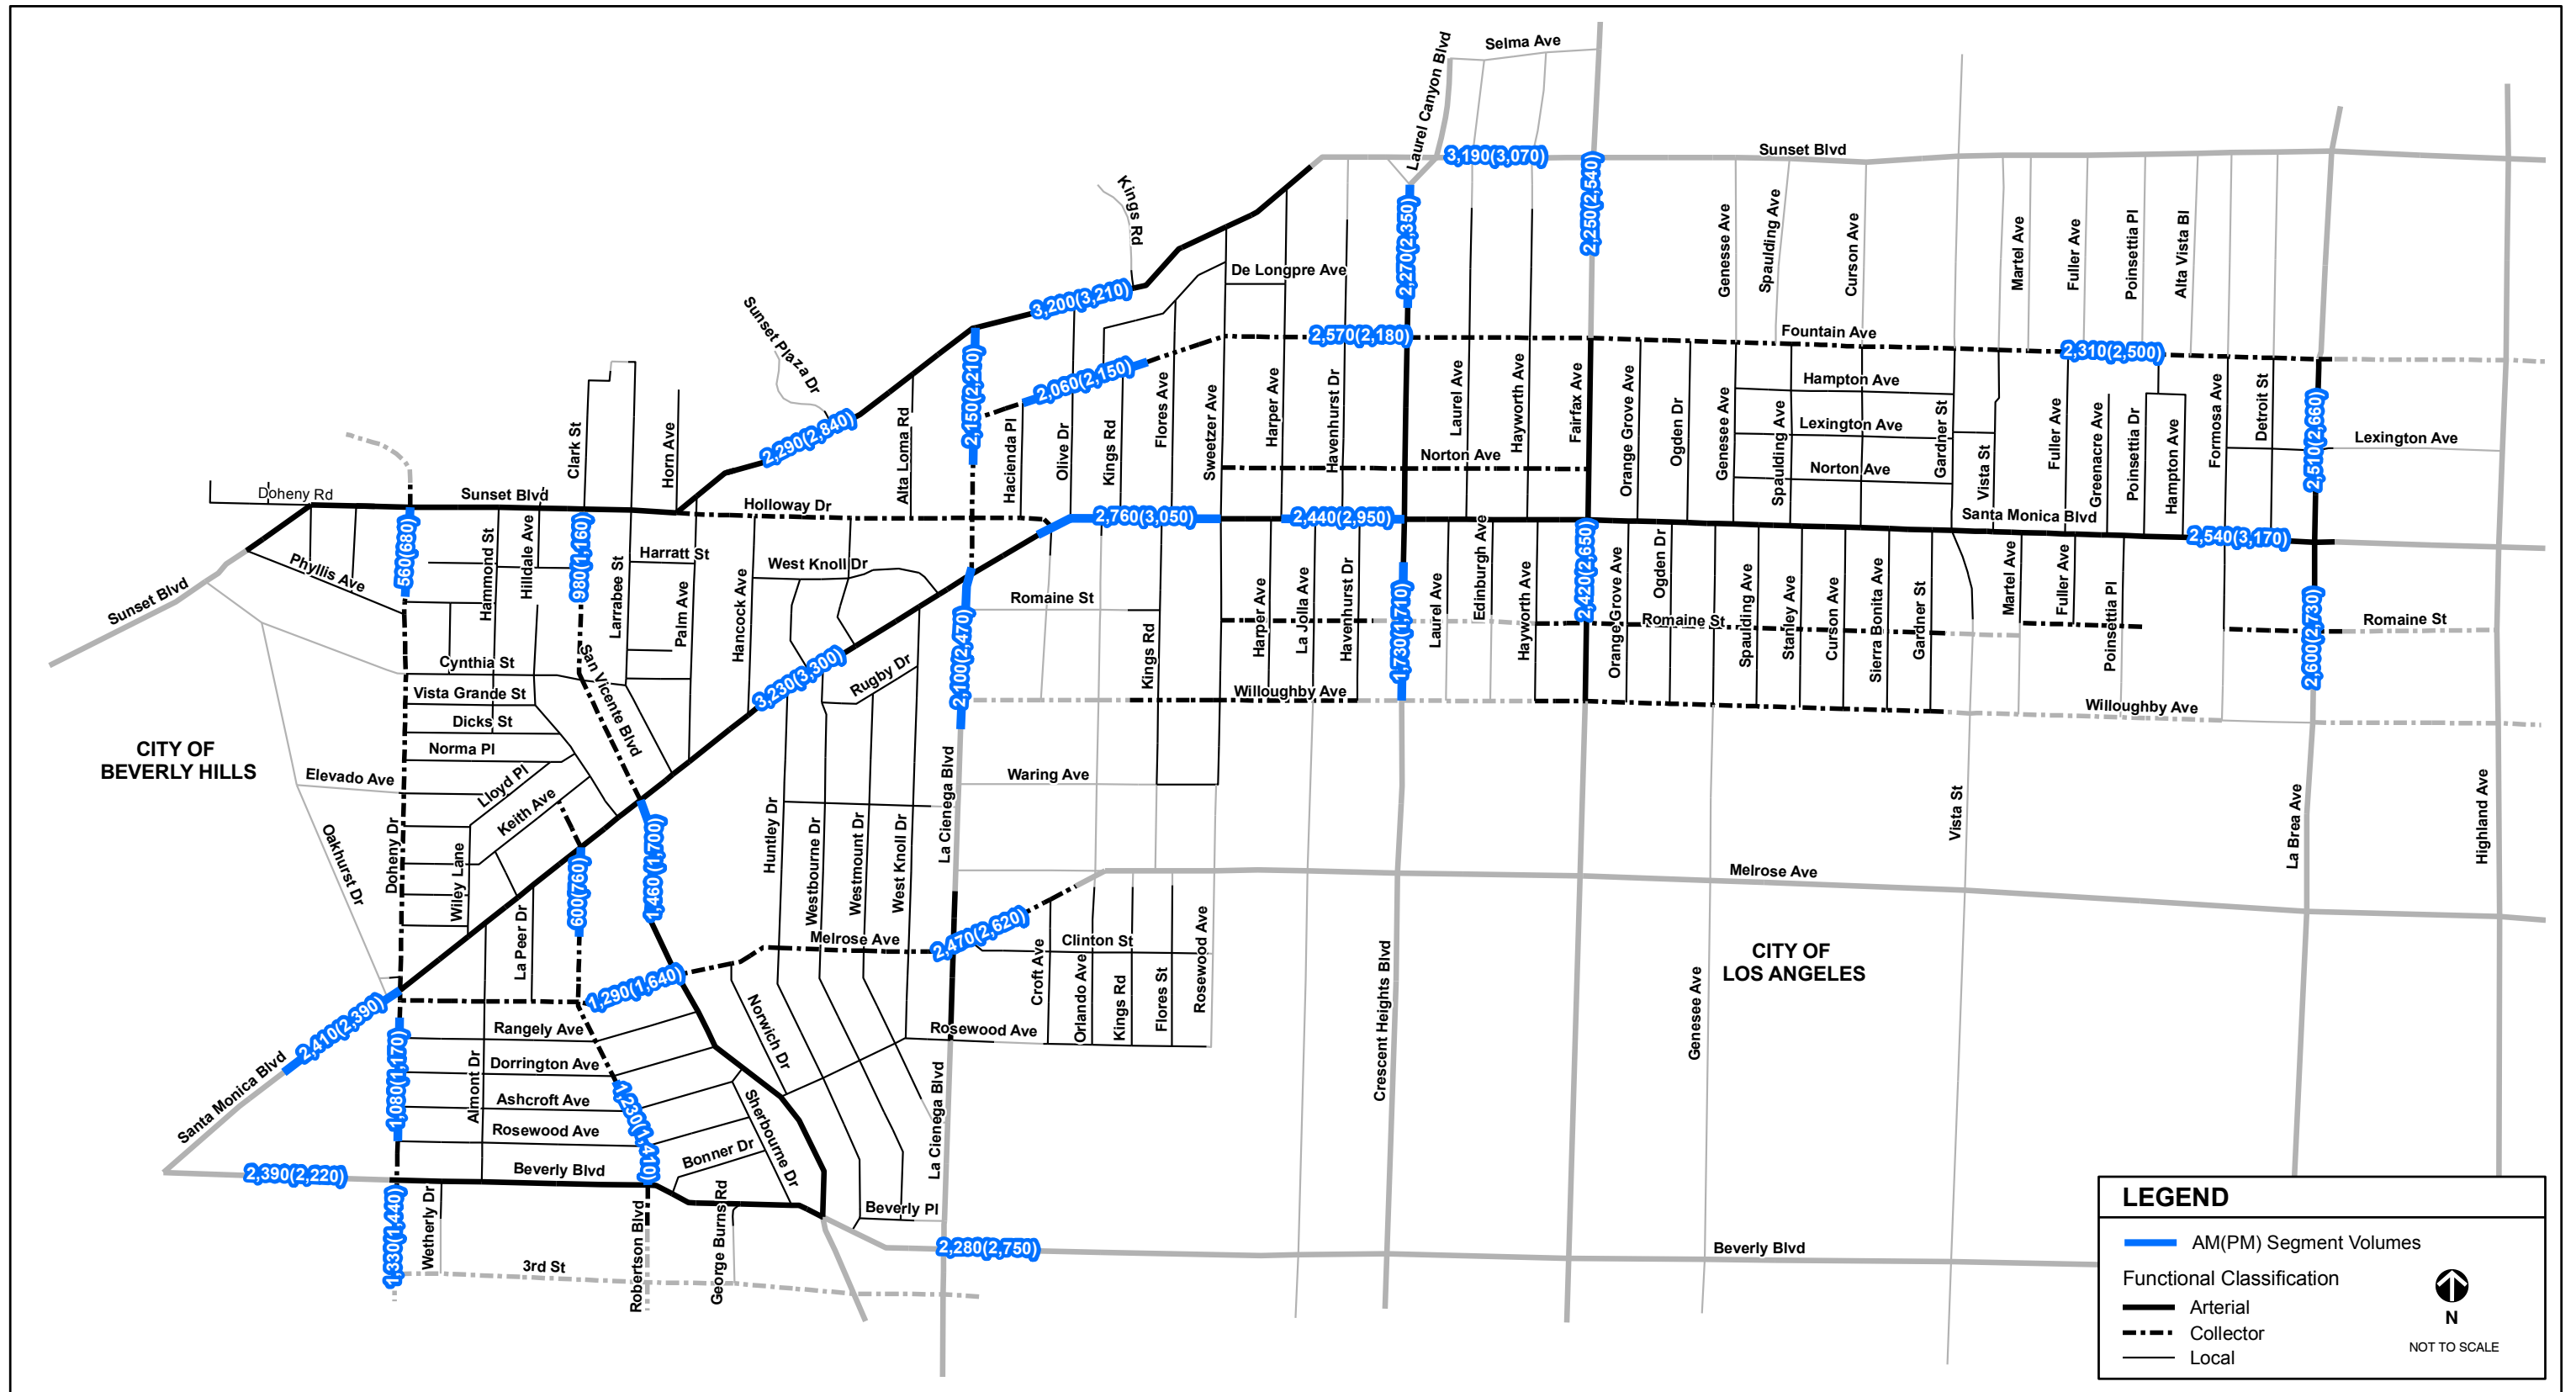 Selma Ave
Laurel Canyon Blvd
Sunset Blvd
3,190(3,070)
2,250(2,540)
Kings Rd
2,270(2,350)
Genesee Ave
Spaulding Ave
Curson Ave
Martel Ave
Fuller Ave
Poinsettia Pl
Alta Vista Bl
De Longpre Ave
3,200(3,210)
Sunset Plaza Dr
2,570(2,180)
Fountain Ave
2,310(2,500)
2,150(2,210)
2,060(2,150)
2,290(2,840)
Clark St
Horn Ave
Alta Loma Rd
Hacienda Pl
Olive Dr
Kings Rd
Flores Ave
Sweetzer Ave
Harper Ave
Havenhurst Dr
Laurel Ave
Hayworth Ave
Fairfax Ave
Orange Grove Ave
Ogden Dr
Genesee Ave
Hampton Ave
Spaulding Ave
Lexington Ave
Norton Ave
Norton Ave
Gardner St
Vista St
Fuller Ave
Greenacre Ave
Poinsettia Dr
Hampton Ave
Formosa Ave
Detroit St
2,510(2,660)
Lexington Ave
Doheny Rd
Sunset Blvd
Holloway Dr
2,760(3,050)
2,440(2,950)
Santa Monica Blvd
2,540(3,170)
560(680)
980(1,160)
Hammond St
Hilldale Ave
Larrabee St
Harratt St
Palm Ave
Hancock Ave
West Knoll Dr
Phyllis Ave
Sunset Blvd
Romaine St
Kings Rd
Harper Ave
La Jolla Ave
Havenhurst Dr
1,730(1,710)
Laurel Ave
Edinburgh Ave
Hayworth Ave
2,420(2,650)
Orange Grove Ave
Ogden Dr
Romaine St
Spaulding Ave
Stanley Ave
Curson Ave
Sierra Bonita Ave
Gardner St
Martel Ave
Fuller Ave
Poinsettia Pl
2,600(2,730)
Romaine St
2,100(2,470)
Cynthia St
San Vicente Blvd
Vista Grande St
Dicks St
Norma Pl
Rugby Dr
3,230(3,300)
Willoughby Ave
Willoughby Ave
CITY OF
BEVERLY HILLS
Elevado Ave
Lloyd Pl
Keith Ave
Waring Ave
Oakhurst Dr
Doheny Dr
Wiley Lane
La Peer Dr
600(760)
1,460(1,700)
Huntley Dr
Westbourne Dr
Westmount Dr
West Knoll Dr
La Cienega Blvd
Vista St
La Brea Ave
Highland Ave
Melrose Ave
2,470(2,620)
Melrose Ave
Clinton St
Croft Ave
Orlando Ave
Kings Rd
Flores St
Rosewood Ave
Crescent Heights Blvd
Genesee Ave
CITY OF
LOS ANGELES
1,290(1,640)
2,410(2,390)
Santa Monica Blvd
1,080(1,170)
Rangely Ave
Almont Dr
Dorrington Ave
Ashcroft Ave
Rosewood Ave
1,230(1,410)
Norwich Dr
Rosewood Ave
Sherbourne Dr
Bonner Dr
La Cienega Blvd
2,390(2,220)
Beverly Blvd
Beverly Pl
1,330(1,440)
Wetherly Dr
Robertson Blvd
George Burns Rd
3rd St
2,280(2,750)
Beverly Blvd
LEGEND
AM(PM) Segment Volumes
Functional Classification
Arterial
Collector
Local
N
NOT TO SCALE